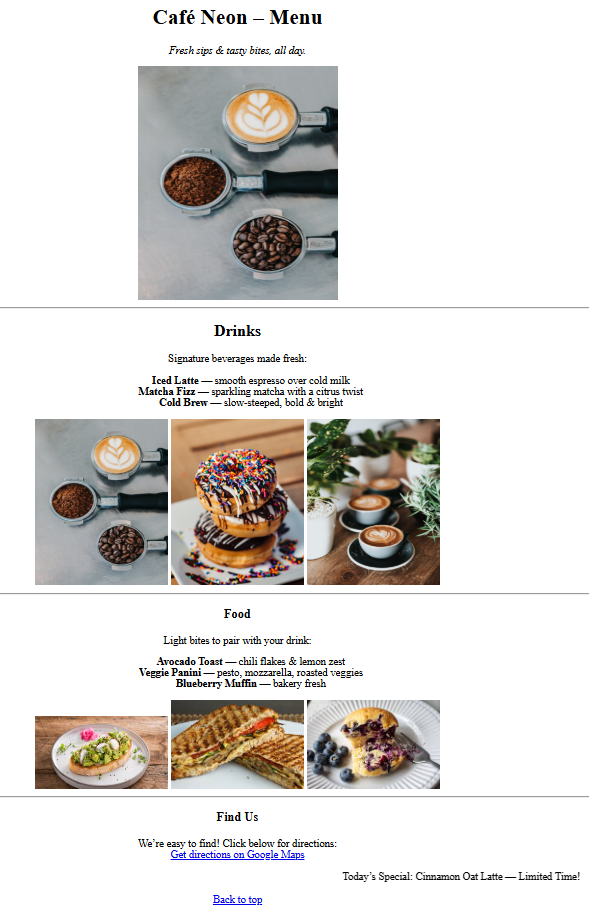 Café Neon – Menu
Fresh sips & tasty bites, all day.
Drinks
Signature beverages made fresh:
Iced Latte — smooth espresso over cold milk
Matcha Fizz — sparkling matcha with a citrus twist
Cold Brew — slow-steeped, bold & bright
Food
Light bites to pair with your drink:
Avocado Toast — chili flakes & lemon zest
Veggie Panini — pesto, mozzarella, roasted veggies
Blueberry Muffin — bakery fresh
Find Us
We’re easy to find! Click below for directions:
Get directions on Google Maps
Today’s Special: Cinnamon Oat Latte — Limited Time!
Back to top